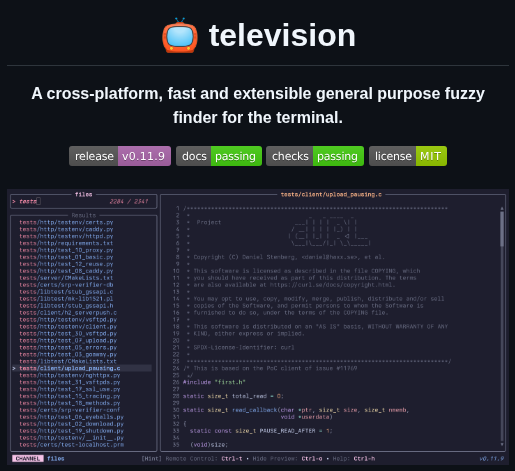 television
A cross-platform, fast and extensible general purpose fuzzy
finder for the terminal.
release v0.11.9 docs passing checks passing license MIT
files
> tests 2284 / 2341
Results
tests/http/testenv/certs.py
tests/http/testenv/caddy.py
tests/http/testenv/httpd.py
tests/http/requirements.txt
tests/http/test_10_proxy.py
tests/http/test_01_basic.py
tests/http/test_12_reuse.py
tests/http/test_08_caddy.py
tests/server/CMakeLists.txt
tests/certs/srp-verifier-db
tests/libtest/stub_gssapi.c
tests/libtest/mk-lib1521.pl
tests/libtest/stub_gssapi.h
tests/client/h2_serverpush.c
tests/http/testenv/vsftpd.py
tests/http/testenv/client.py
tests/http/test_30_vsftpd.py
tests/http/test_07_upload.py
tests/http/test_05_errors.py
tests/http/test_03_goaway.py
tests/libtest/CMakeLists.txt
> tests/client/upload_pausing.c
tests/http/testenv/nghttpx.py
tests/http/test_31_vsftpds.py
tests/http/test_17_ssl_use.py
tests/http/test_15_tracing.py
tests/http/test_18_methods.py
tests/certs/srp-verifier-conf
tests/http/test_06_eyeballs.py
tests/http/test_02_download.py
tests/http/test_19_shutdown.py
tests/http/testenv/__init__.py
tests/certs/test-localhost.prm
tests/client/upload_pausing.c
1 /***************************************************************************
2 *
3 * Project
4 *
5 *
6 *
7 *
8 * Copyright (C) Daniel Stenberg, <daniel@haxx.se>, et al.
9 *
10 * This software is licensed as described in the file COPYING, which
11 * you should have received as part of this distribution. The terms
12 * are also available at https://curl.se/docs/copyright.html.
13 *
14 * You may opt to use, copy, modify, merge, publish, distribute and/or sell
15 * copies of the Software, and permit persons to whom the Software is
16 * furnished to do so, under the terms of the COPYING file.
17 *
18 * This software is distributed on an "AS IS" basis, WITHOUT WARRANTY OF ANY
19 * KIND, either express or implied.
20 *
21 * SPDX-License-Identifier: curl
22 *
23 ***************************************************************************/
24 /* This is based on the PoC client of issue #11769
25 */
26 #include "first.h"
27
28 static size_t total_read = 0;
29
30 static size_t read_callback(char *ptr, size_t size, size_t nmemb,
31 void *userdata)
32 {
33 static const size_t PAUSE_READ_AFTER = 1;
34
35 (void)size;
CHANNEL files [Hint] Remote Control: Ctrl-t • Hide Preview: Ctrl-o • Help: Ctrl-h v0.11.9